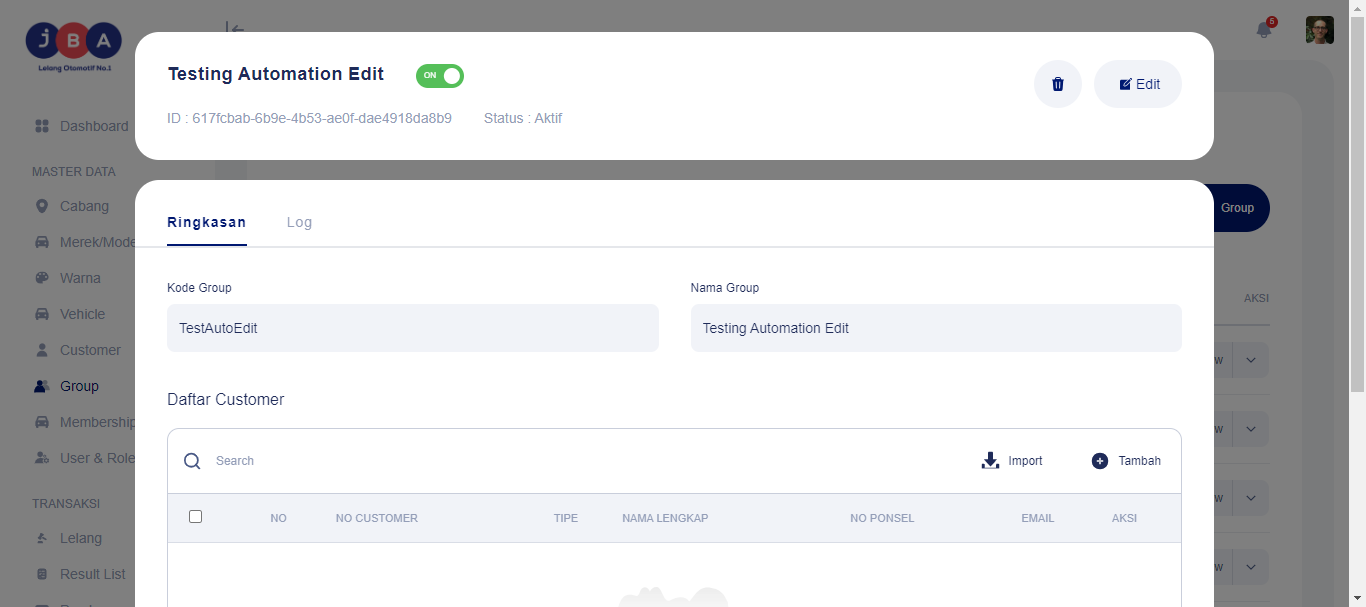 JBA
Lelang Otomotif No.1
5
Testing Automation Edit
ON
Edit
ID : 617fcbab-6b9e-4b53-ae0f-dae4918da8b9
Status : Aktif
Dashboard
MASTER DATA
Cabang
Merek/Mode
Warna
Vehicle
Customer
Group
Membership
User & Role
TRANSAKSI
Lelang
Result List
Group
AKSI
w
w
w
w
Ringkasan
Log
Kode Group
Nama Group
TestAutoEdit
Testing Automation Edit
Daftar Customer
Search
Import
Tambah
NO
NO CUSTOMER
TIPE
NAMA LENGKAP
NO PONSEL
EMAIL
AKSI